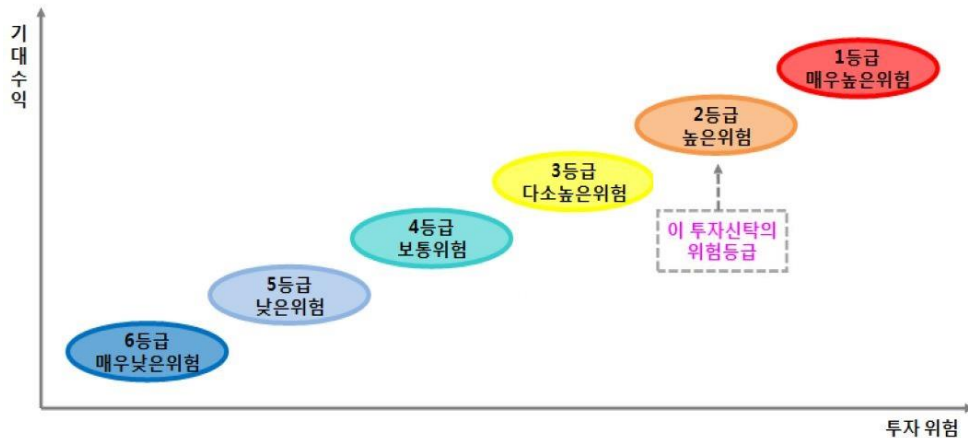 기대수익
1등급
매우높은위험
2등급
높은위험
3등급
다소높은위험
이 투자신탁의
위험등급
4등급
보통위험
5등급
낮은위험
6등급
매우낮은위험
투자 위험